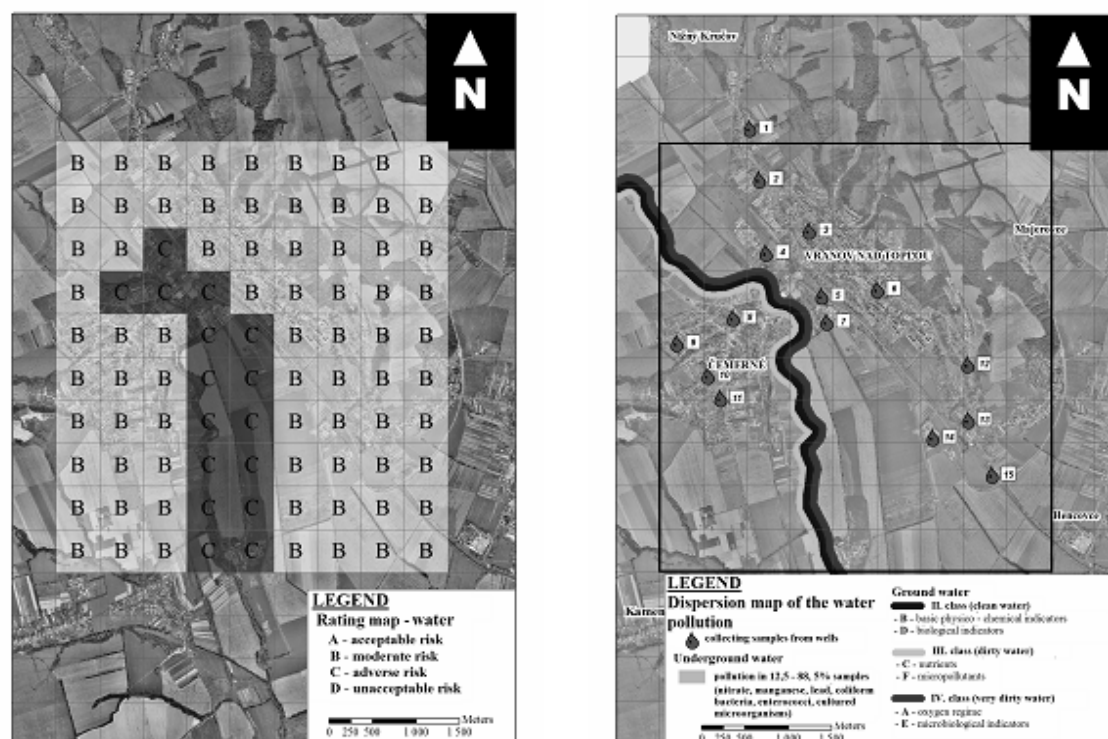 N
B B B B B B B B B
B B B B B B B B B
B B C B B B B B B
B C C C B B B B B
B B B C C B B B B
B B B C C B B B B
B B B C C B B B B
B B B C C B B B B
B B B C C B B B B
B B B C C B B B B
LEGEND
Rating map - water
A - acceptable risk
B - moderate risk
C - adverse risk
D - unacceptable risk
Meters
0 250 500 1 000 1 500
N
Nižný Kručov
1
2
3
Majerovce
4
VRANOV NAD TOPĽOU
5
6
7
8
9
ČEMERNÉ
10
11
12
13
14
15
Hencovce
Kamen
LEGEND
Dispersion map of the water
pollution
collecting samples from wells
Underground water
pollution in 12,5 - 88, 5% samples
(nitrate, manganese, lead, coliform
bacteria, enterococci, cultured
microorganisms)
Meters
0 250 500 1 000 1 500
Ground water
II. class (clean water)
- B - basic physico - chemical indicators
- D - biological indicators
III. class (dirty water)
- C - nutrients
- F - micropollutants
IV. class (very dirty water)
- A - oxygen regime
- E - microbiological indicators